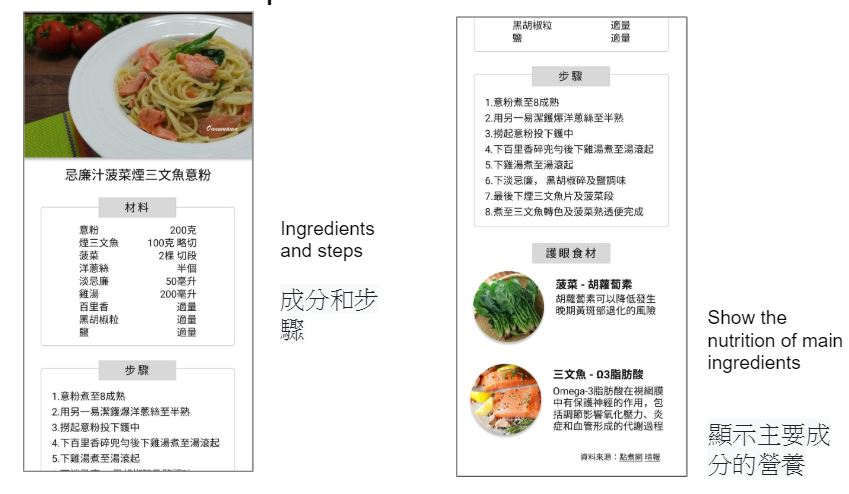 Oneumama
忌廉汁菠菜煙三文魚意粉
材料
意粉 200克
煙三文魚 100克 略切
菠菜 2棵 切段
洋蔥絲 半個
淡忌廉 50毫升
雞湯 200毫升
百里香 適量
黑胡椒粒 適量
鹽 適量
步驟
1.意粉煮至8成熟
2.用另一易潔鑊爆洋蔥絲至半熟
3.撈起意粉投下鑊中
4.下百里香碎兜勻後下雞湯煮至湯滾起
5.下雞湯煮至湯滾起
Ingredients
and steps
成分和步
驟
黑胡椒粒 適量
鹽 適量
步驟
1.意粉煮至8成熟
2.用另一易潔鑊爆洋蔥絲至半熟
3.撈起意粉投下鑊中
4.下百里香碎兜勻後下雞湯煮至湯滾起
5.下雞湯煮至湯滾起
6.下淡忌廉， 黑胡椒碎及鹽調味
7.最後下煙三文魚片及菠菜段
8.煮至三文魚轉色及菠菜熟透便完成
護眼食材
菠菜 - 胡蘿蔔素
胡蘿蔔素可以降低發生
晚期黃斑部退化的風險
三文魚 - Ω3脂肪酸
Omega-3脂肪酸在視網膜
中有保護神經的作用，包
括調節影響氧化壓力、炎
症和血管形成的代謝過程
資料來源：點煮網 晴報
Show the
nutrition of main
ingredients
顯示主要成
分的營養